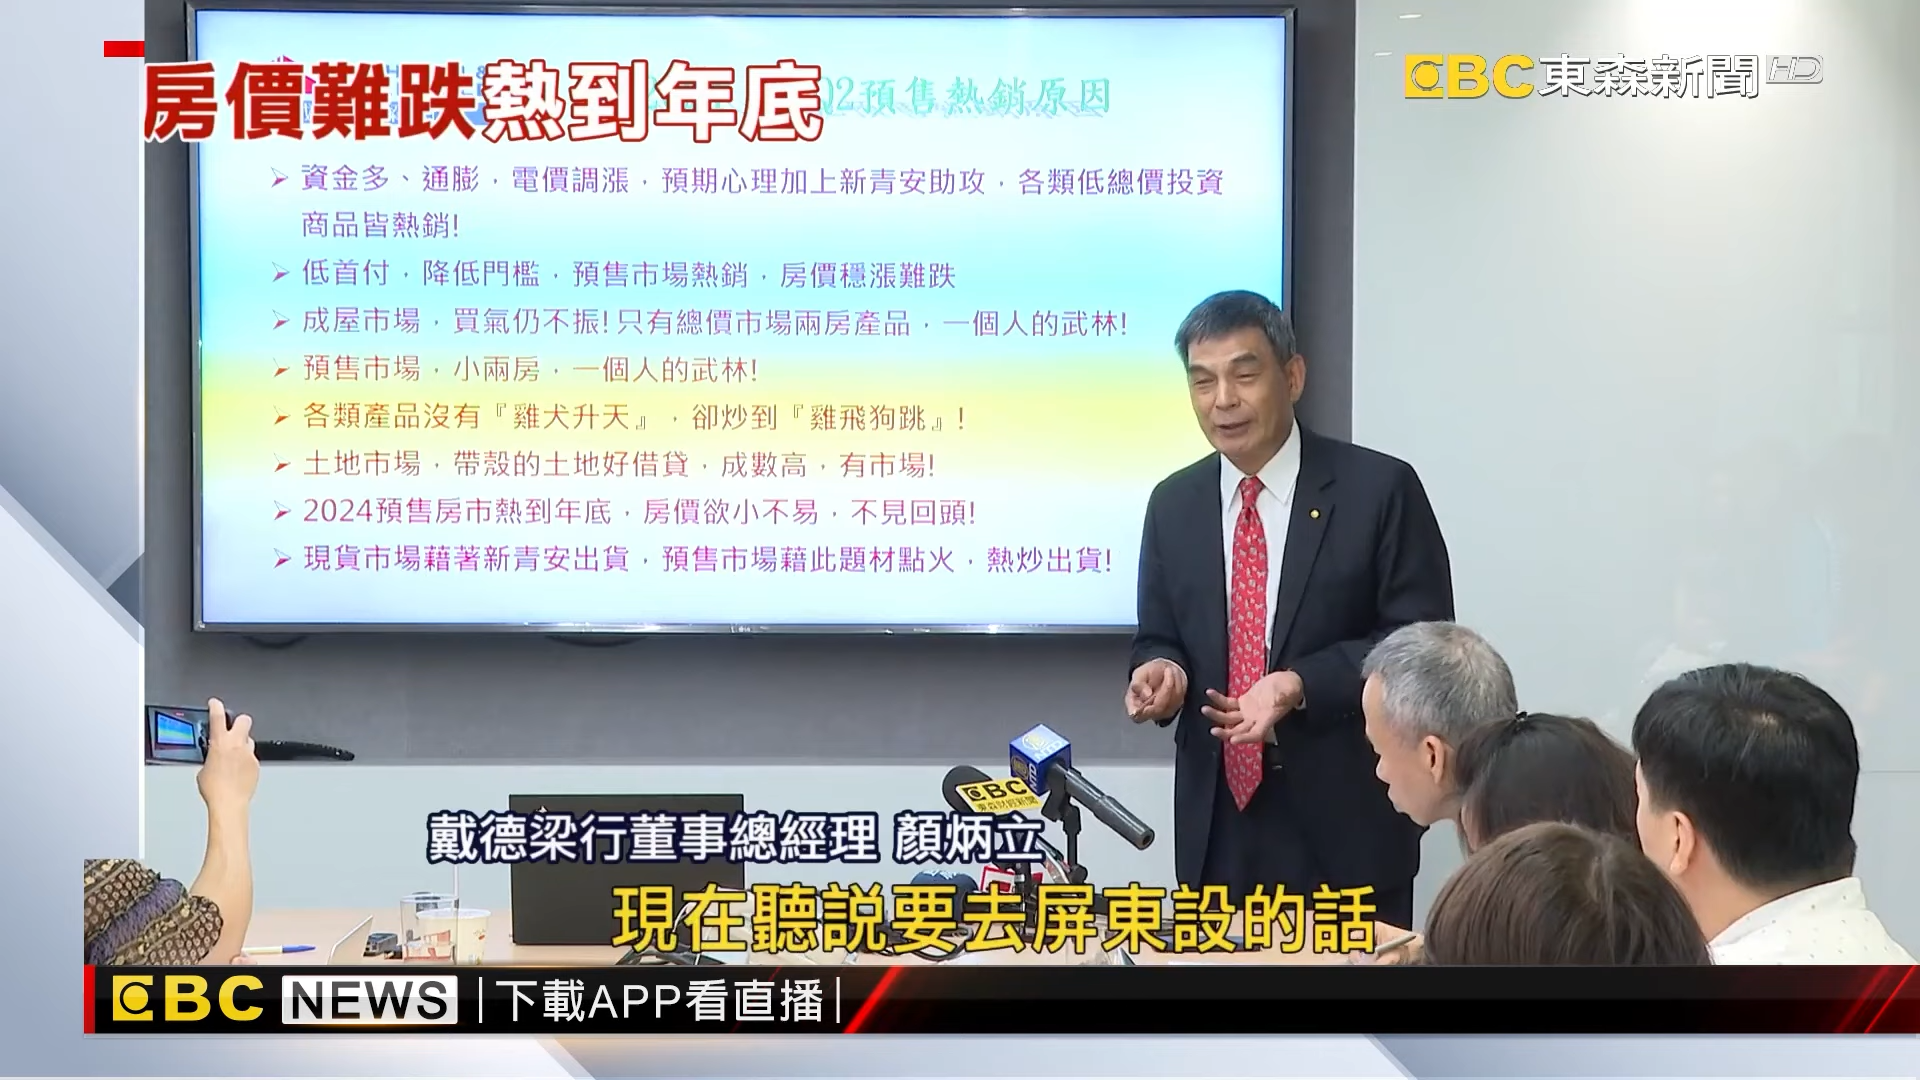 房價難跌熱到年底
Q2預售熱銷原因
EBC東森新聞HD
資金多、通膨，電價調漲，預期心理加上新青安助攻，各類低總價投資
商品皆熱銷!
低首付，降低門檻，預售市場熱銷，房價穩漲難跌
成屋市場，買氣仍不振!只有總價市場兩房產品，一個人的武林!
預售市場，小兩房，一個人的武林!
各類產品沒有『雞犬升天』，卻炒到『雞飛狗跳』!
土地市場，帶殼的土地好借貸，成數高，有市場!
2024預售房市熱到年底，房價欲小不易，不見回頭!
現貨市場藉著新青安出貨，預售市場藉此題材點火，熱炒出貨!
EBC
東森財經新聞
戴德梁行董事總經理 顏炳立
現在聽説要去屏東設的話
EBC NEWS |下載APP看直播|